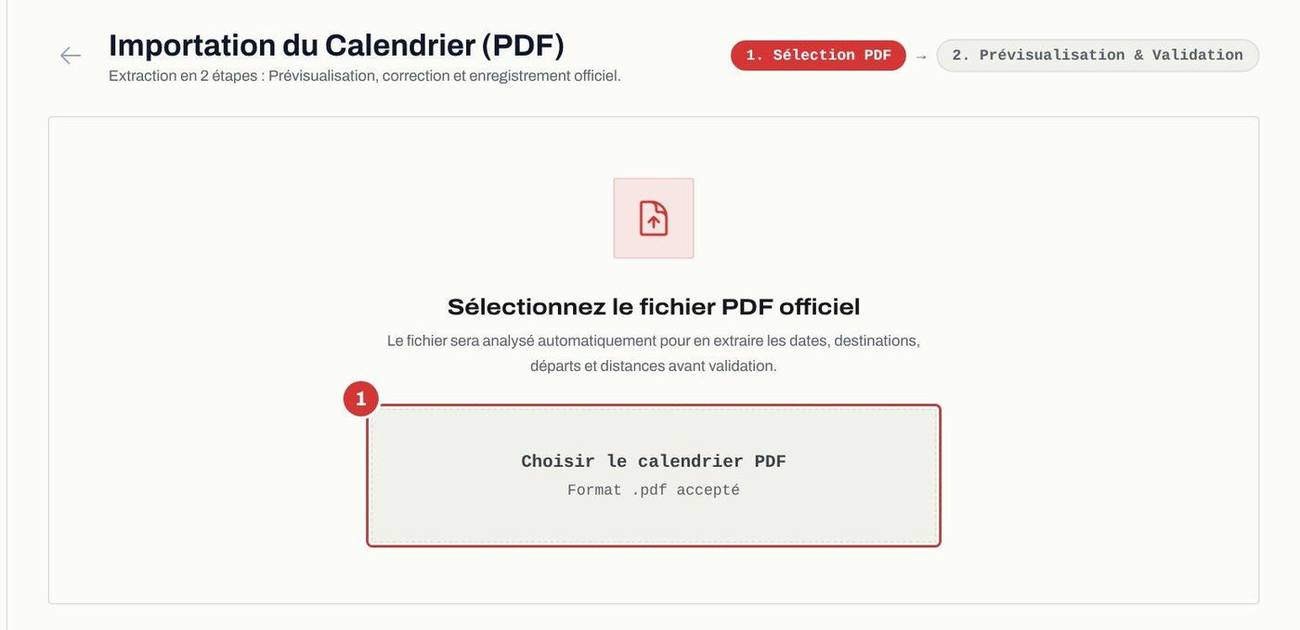 Importation du Calendrier (PDF)
Extraction en 2 étapes : Prévisualisation, correction et enregistrement officiel.
1. Sélection PDF → 2. Prévisualisation & Validation
Sélectionnez le fichier PDF officiel
Le fichier sera analysé automatiquement pour en extraire les dates, destinations,
départs et distances avant validation.
1
Choisir le calendrier PDF
Format .pdf accepté